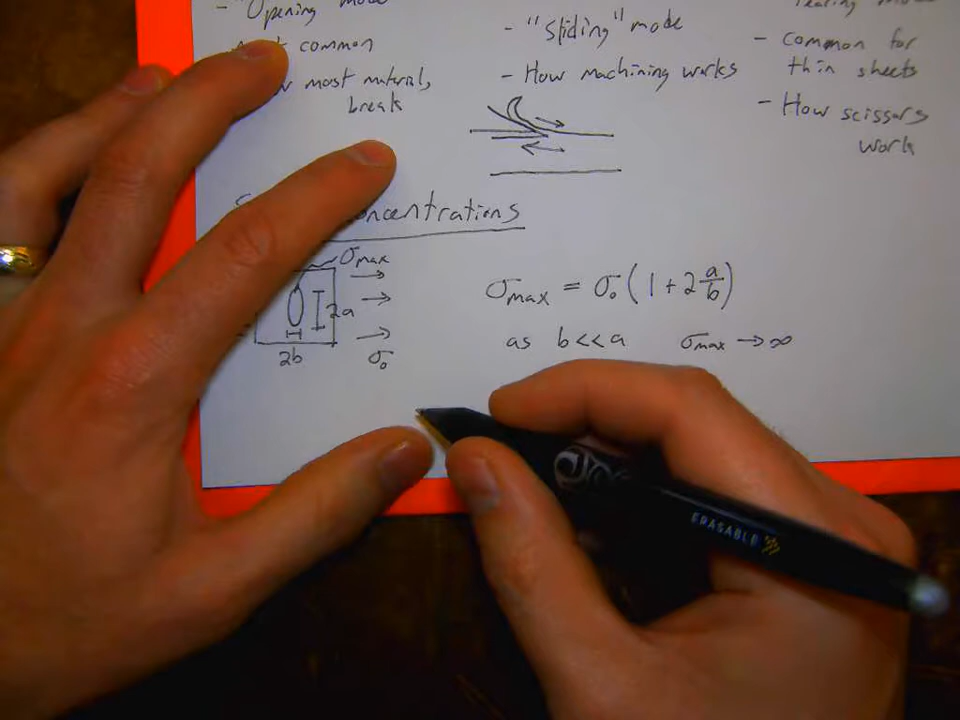 - "Opening mode
common
most material,
break
- "Sliding" mode
- How machining works
mode
- Common for
thin sheets
- How scissors
work
σmax
2a
2b
σ₀
σmax = σ₀(1 + 2 a/b)
as b<<a σmax → ∞
ERASABLE